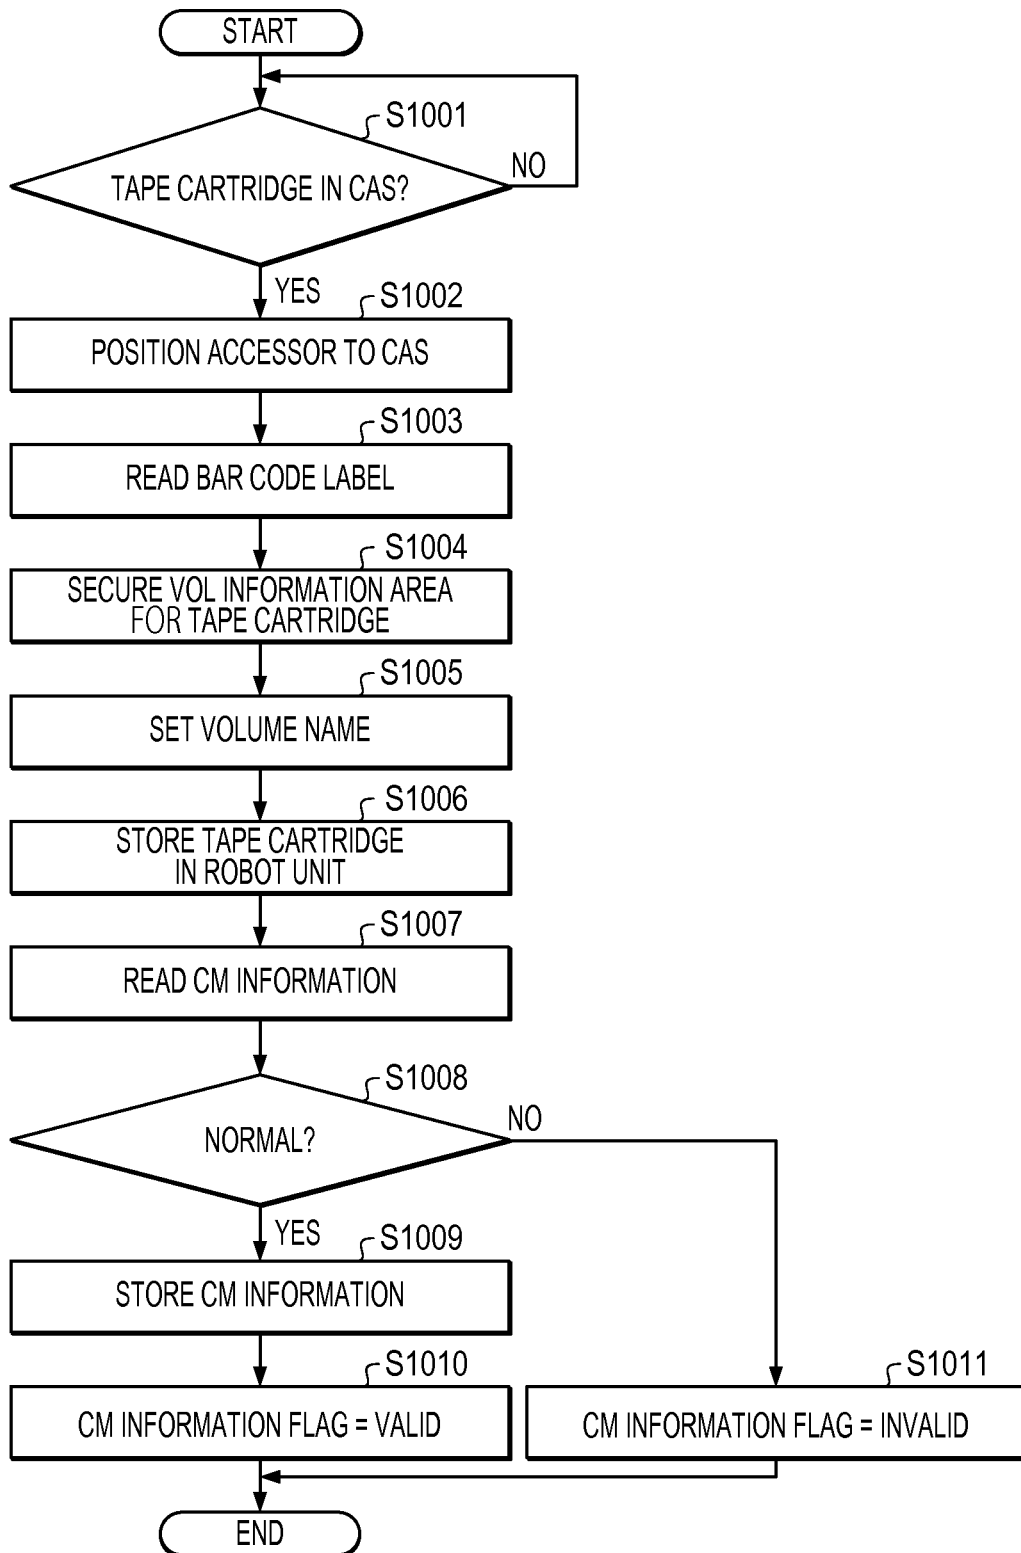 START
S1001
TAPE CARTRIDGE IN CAS?
NO
YES
S1002
POSITION ACCESSOR TO CAS
S1003
READ BAR CODE LABEL
S1004
SECURE VOL INFORMATION AREA
FOR TAPE CARTRIDGE
S1005
SET VOLUME NAME
S1006
STORE TAPE CARTRIDGE
IN ROBOT UNIT
S1007
READ CM INFORMATION
S1008
NORMAL?
NO
YES
S1009
STORE CM INFORMATION
S1010
CM INFORMATION FLAG = VALID
S1011
CM INFORMATION FLAG = INVALID
END